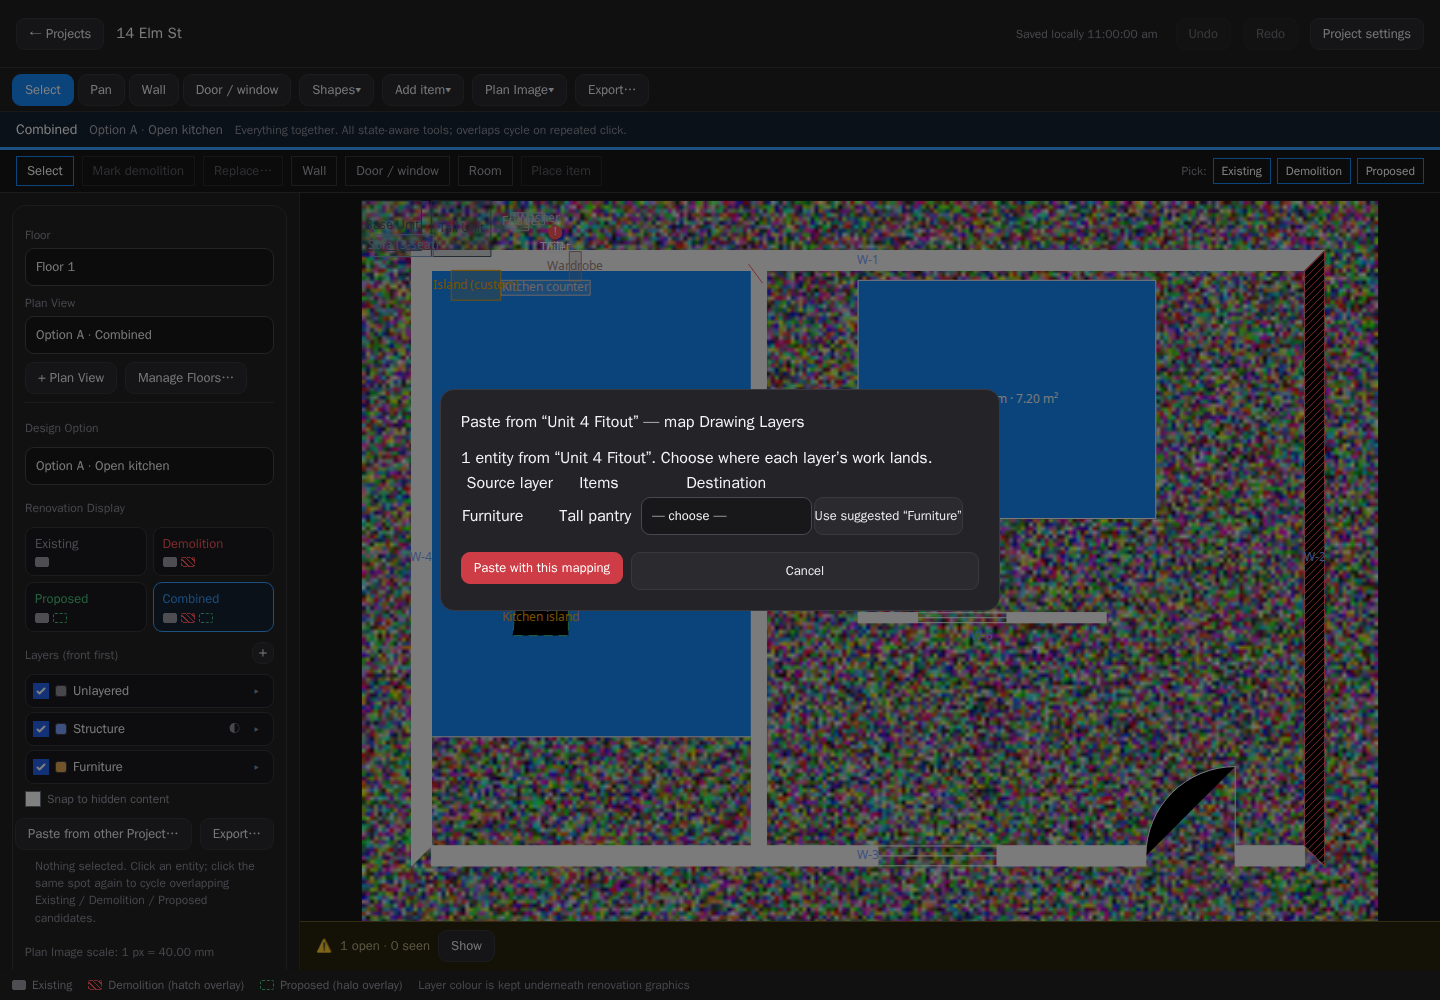 ← Projects
14 Elm St
Saved locally 11:00:00 am
Undo
Redo
Project settings
Select
Pan
Wall
Door / window
Shapes▾
Add item▾
Plan Image▾
Export…
Combined
Option A · Open kitchen
Everything together. All state-aware tools; overlaps cycle on repeated click.
Select
Mark demolition
Replace…
Wall
Door / window
Room
Place item
Pick:
Existing
Demolition
Proposed
Floor
Floor 1
Plan View
Option A · Combined
+ Plan View
Manage Floors…
Design Option
Option A · Open kitchen
Renovation Display
Existing
Demolition
Proposed
Combined
Layers (front first)
+
Unlayered
Structure
Furniture
Snap to hidden content
Paste from other Project…
Export…
Nothing selected. Click an entity; click the
same spot again to cycle overlapping
Existing / Demolition / Proposed
candidates.
Plan Image scale: 1 px = 40.00 mm
Toilet
Wardrobe
Kitchen counter
W-1
m · 7.20 m²
Paste from “Unit 4 Fitout” — map Drawing Layers
1 entity from “Unit 4 Fitout”. Choose where each layer’s work lands.
Source layer
Items
Destination
Furniture
Tall pantry
— choose —
Use suggested “Furniture”
Paste with this mapping
Cancel
W-4
W-2
Kitchen island
W-3
1 open · 0 seen
Show
Existing
Demolition (hatch overlay)
Proposed (halo overlay)
Layer colour is kept underneath renovation graphics